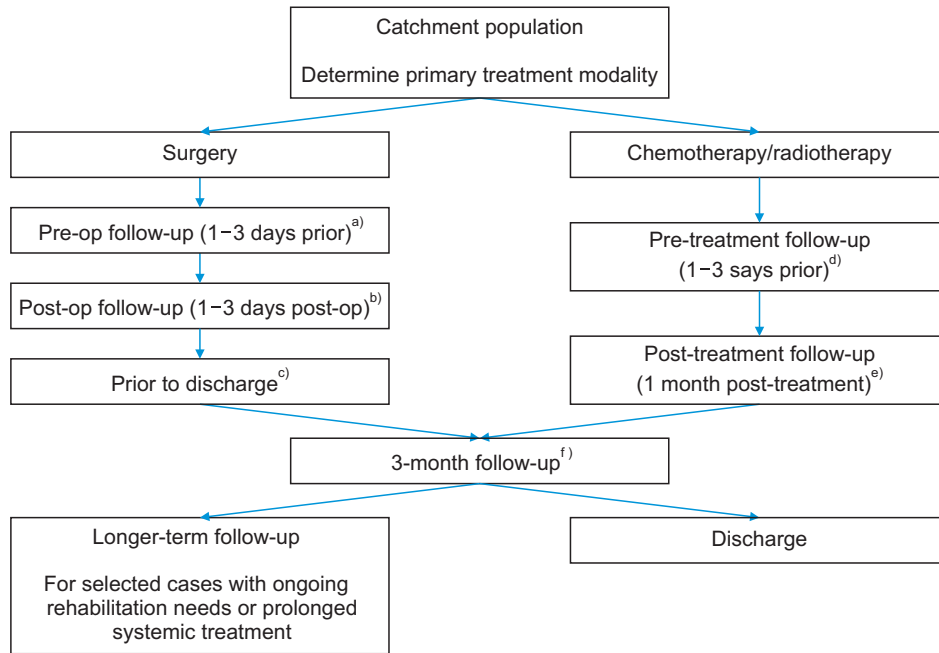 Catchment population
Determine primary treatment modality
Surgery
Chemotherapy/radiotherapy
Pre-op follow-up (1−3 days prior)a)
Pre-treatment follow-up
(1−3 says prior)d)
Post-op follow-up (1−3 days post-op)b)
Post-treatment follow-up
(1 month post-treatment)e)
Prior to dischargec)
3-month follow-upf)
Longer-term follow-up
For selected cases with ongoing
rehabilitation needs or prolonged
systemic treatment
Discharge